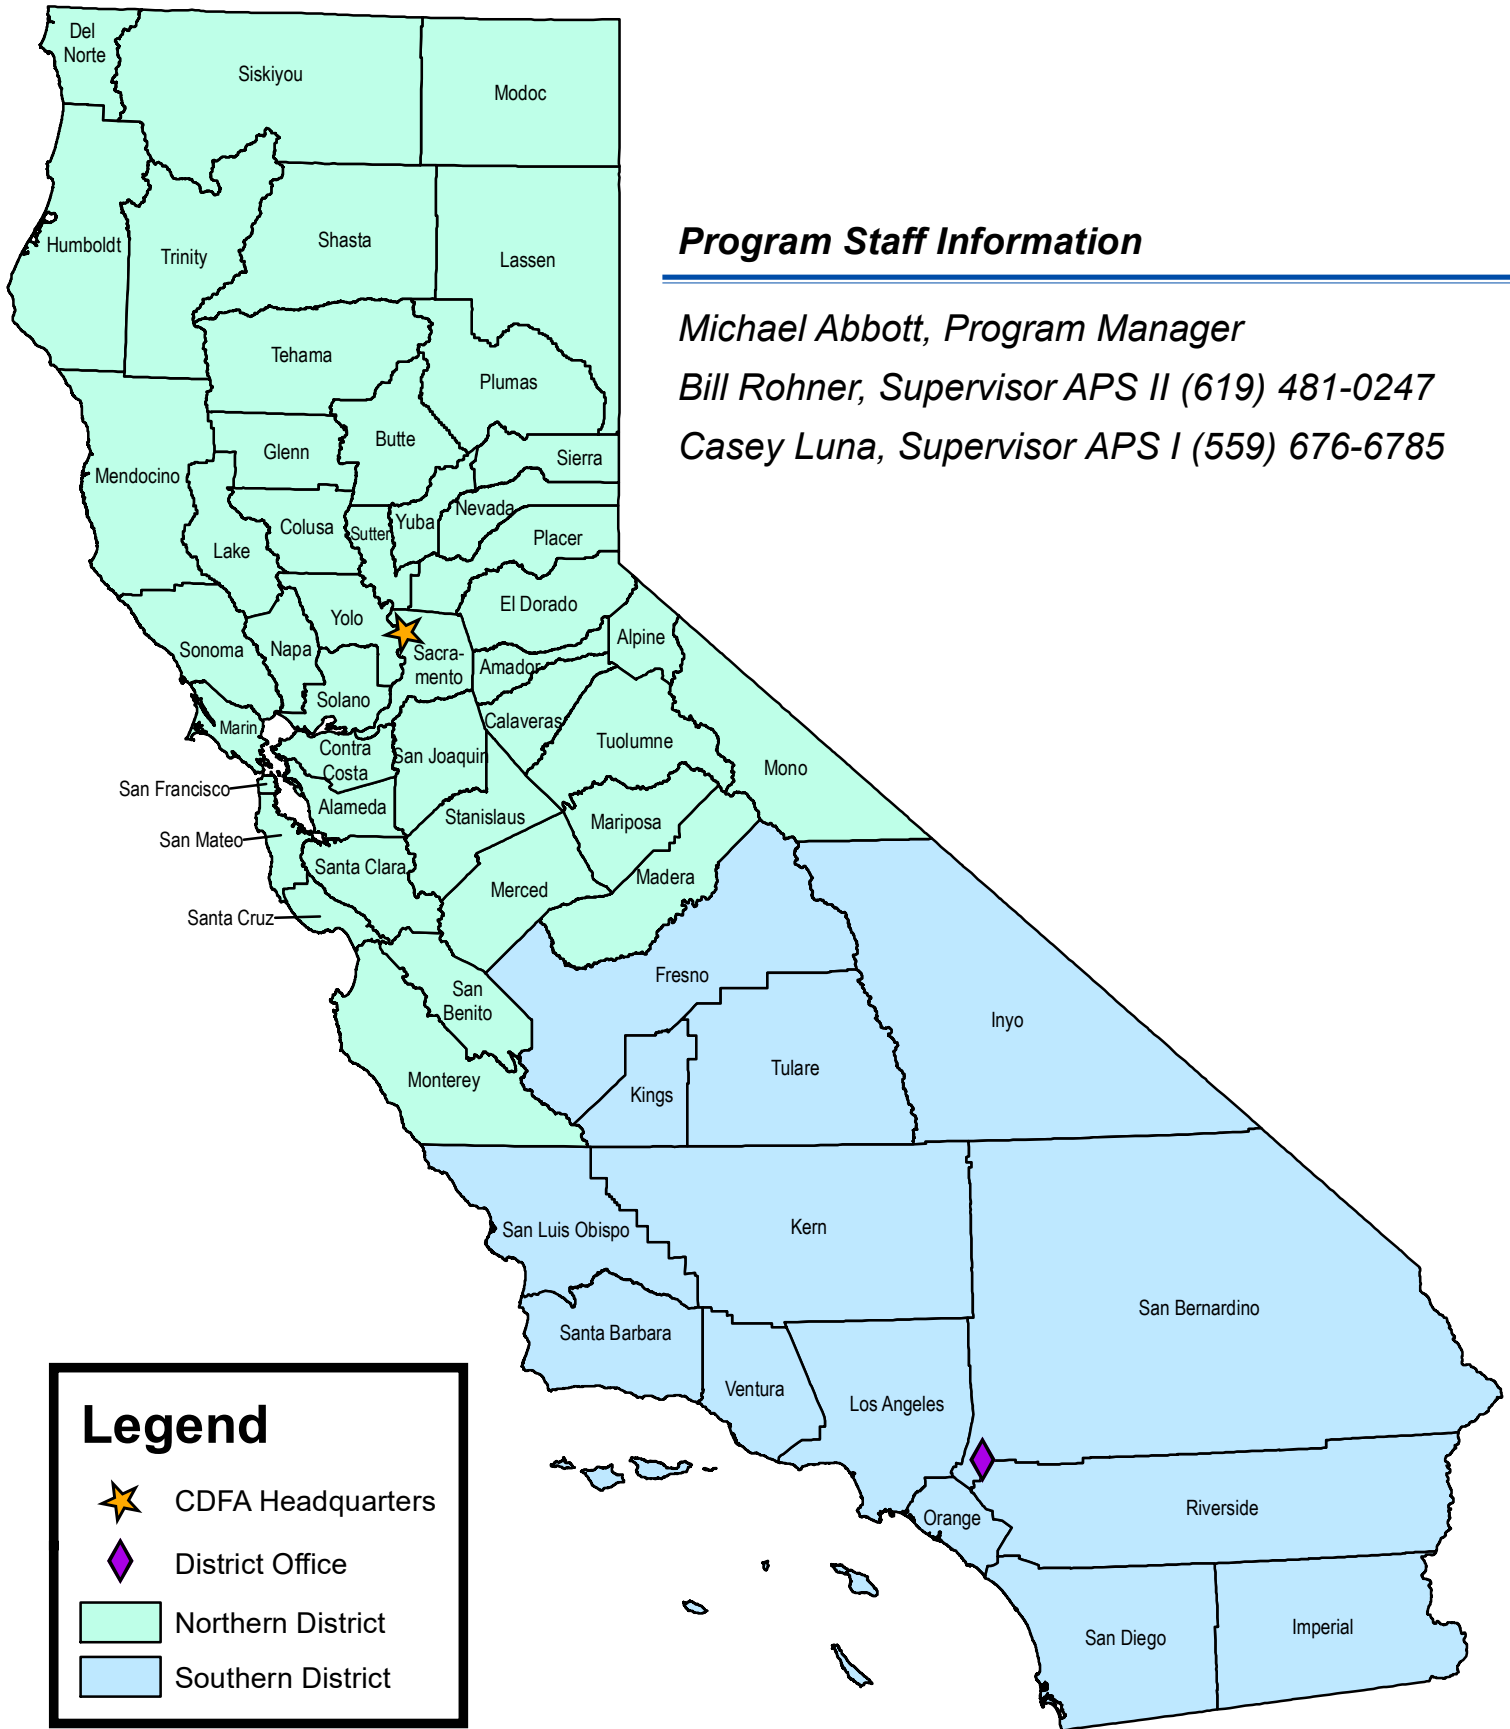 Del
Norte
Siskiyou
Modoc
Humboldt
Trinity
Shasta
Lassen
Program Staff Information
Michael Abbott, Program Manager
Bill Rohner, Supervisor APS II (619) 481-0247
Casey Luna, Supervisor APS I (559) 676-6785
Tehama
Plumas
Butte
Glenn
Sierra
Mendocino
Colusa
Sutter
Yuba
Nevada
Lake
Placer
Yolo
El Dorado
Sonoma
Napa
Sacra-
mento
Amador
Alpine
Solano
Marin
Calaveras
Contra
Costa
San Joaquin
Tuolumne
Mono
San Francisco
Alameda
Stanislaus
Mariposa
San Mateo
Santa Clara
Merced
Madera
Santa Cruz
Fresno
San
Benito
Inyo
Monterey
Kings
Tulare
San Luis Obispo
Kern
San Bernardino
Santa Barbara
Ventura
Los Angeles
Orange
Riverside
San Diego
Imperial
Legend
CDFA Headquarters
District Office
Northern District
Southern District